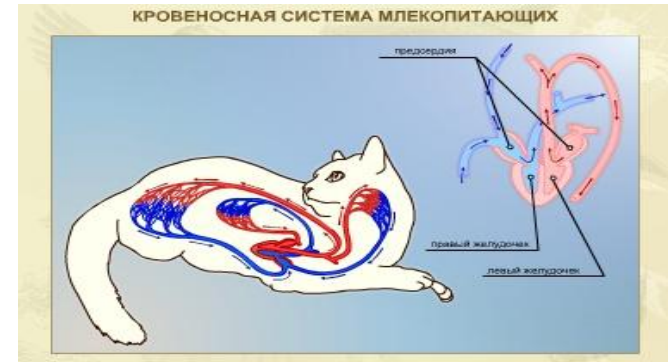 КРОВЕНОСНАЯ СИСТЕМА МЛЕКОПИТАЮЩИХ
предсердия
правый желудочек
левый желудочек